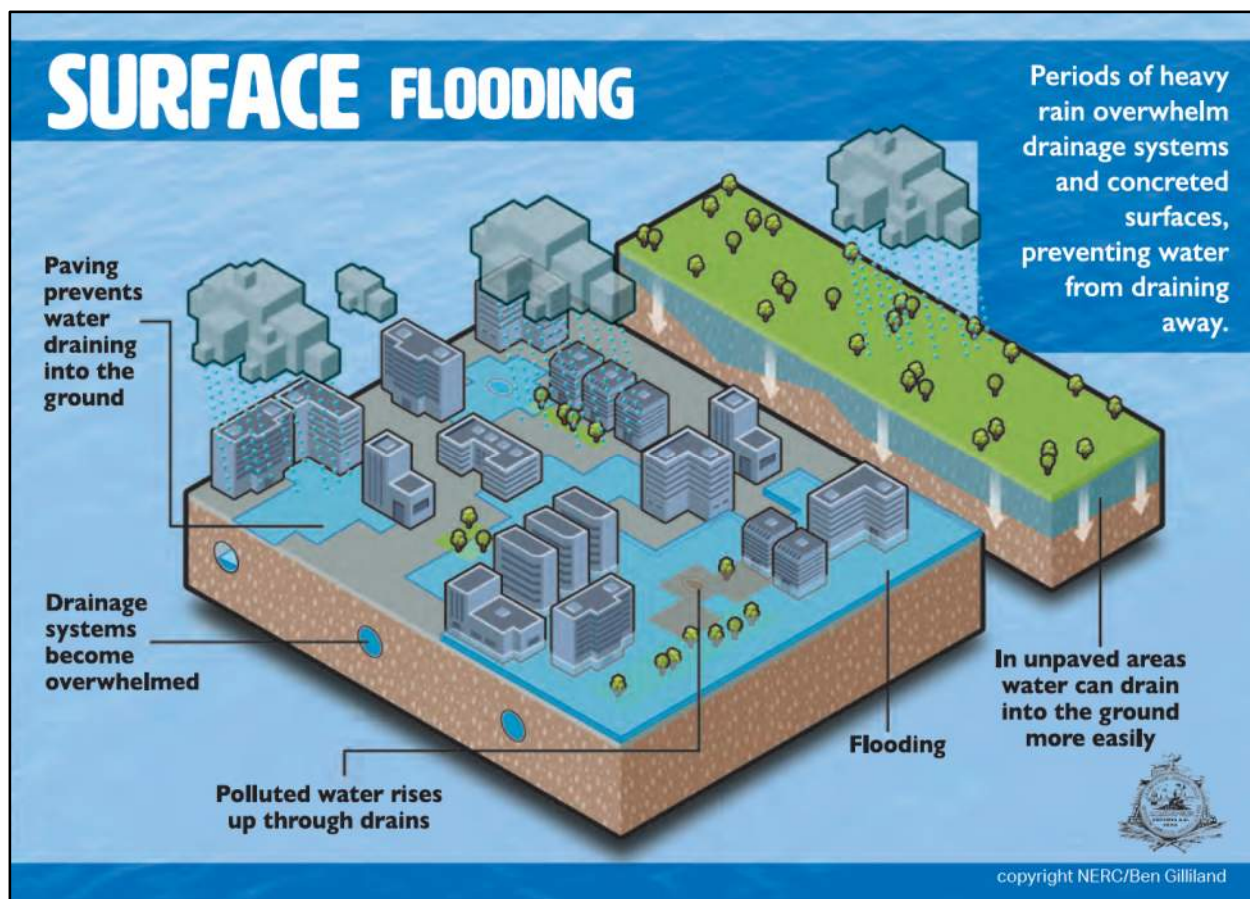 SURFACE FLOODING
Periods of heavy
rain overwhelm
drainage systems
and concreted
surfaces,
preventing water
from draining
away.
Paving
prevents
water
draining
into the
ground
Drainage
systems
become
overwhelmed
Polluted water rises
up through drains
Flooding
In unpaved areas
water can drain
into the ground
more easily
copyright NERC/Ben Gilliland